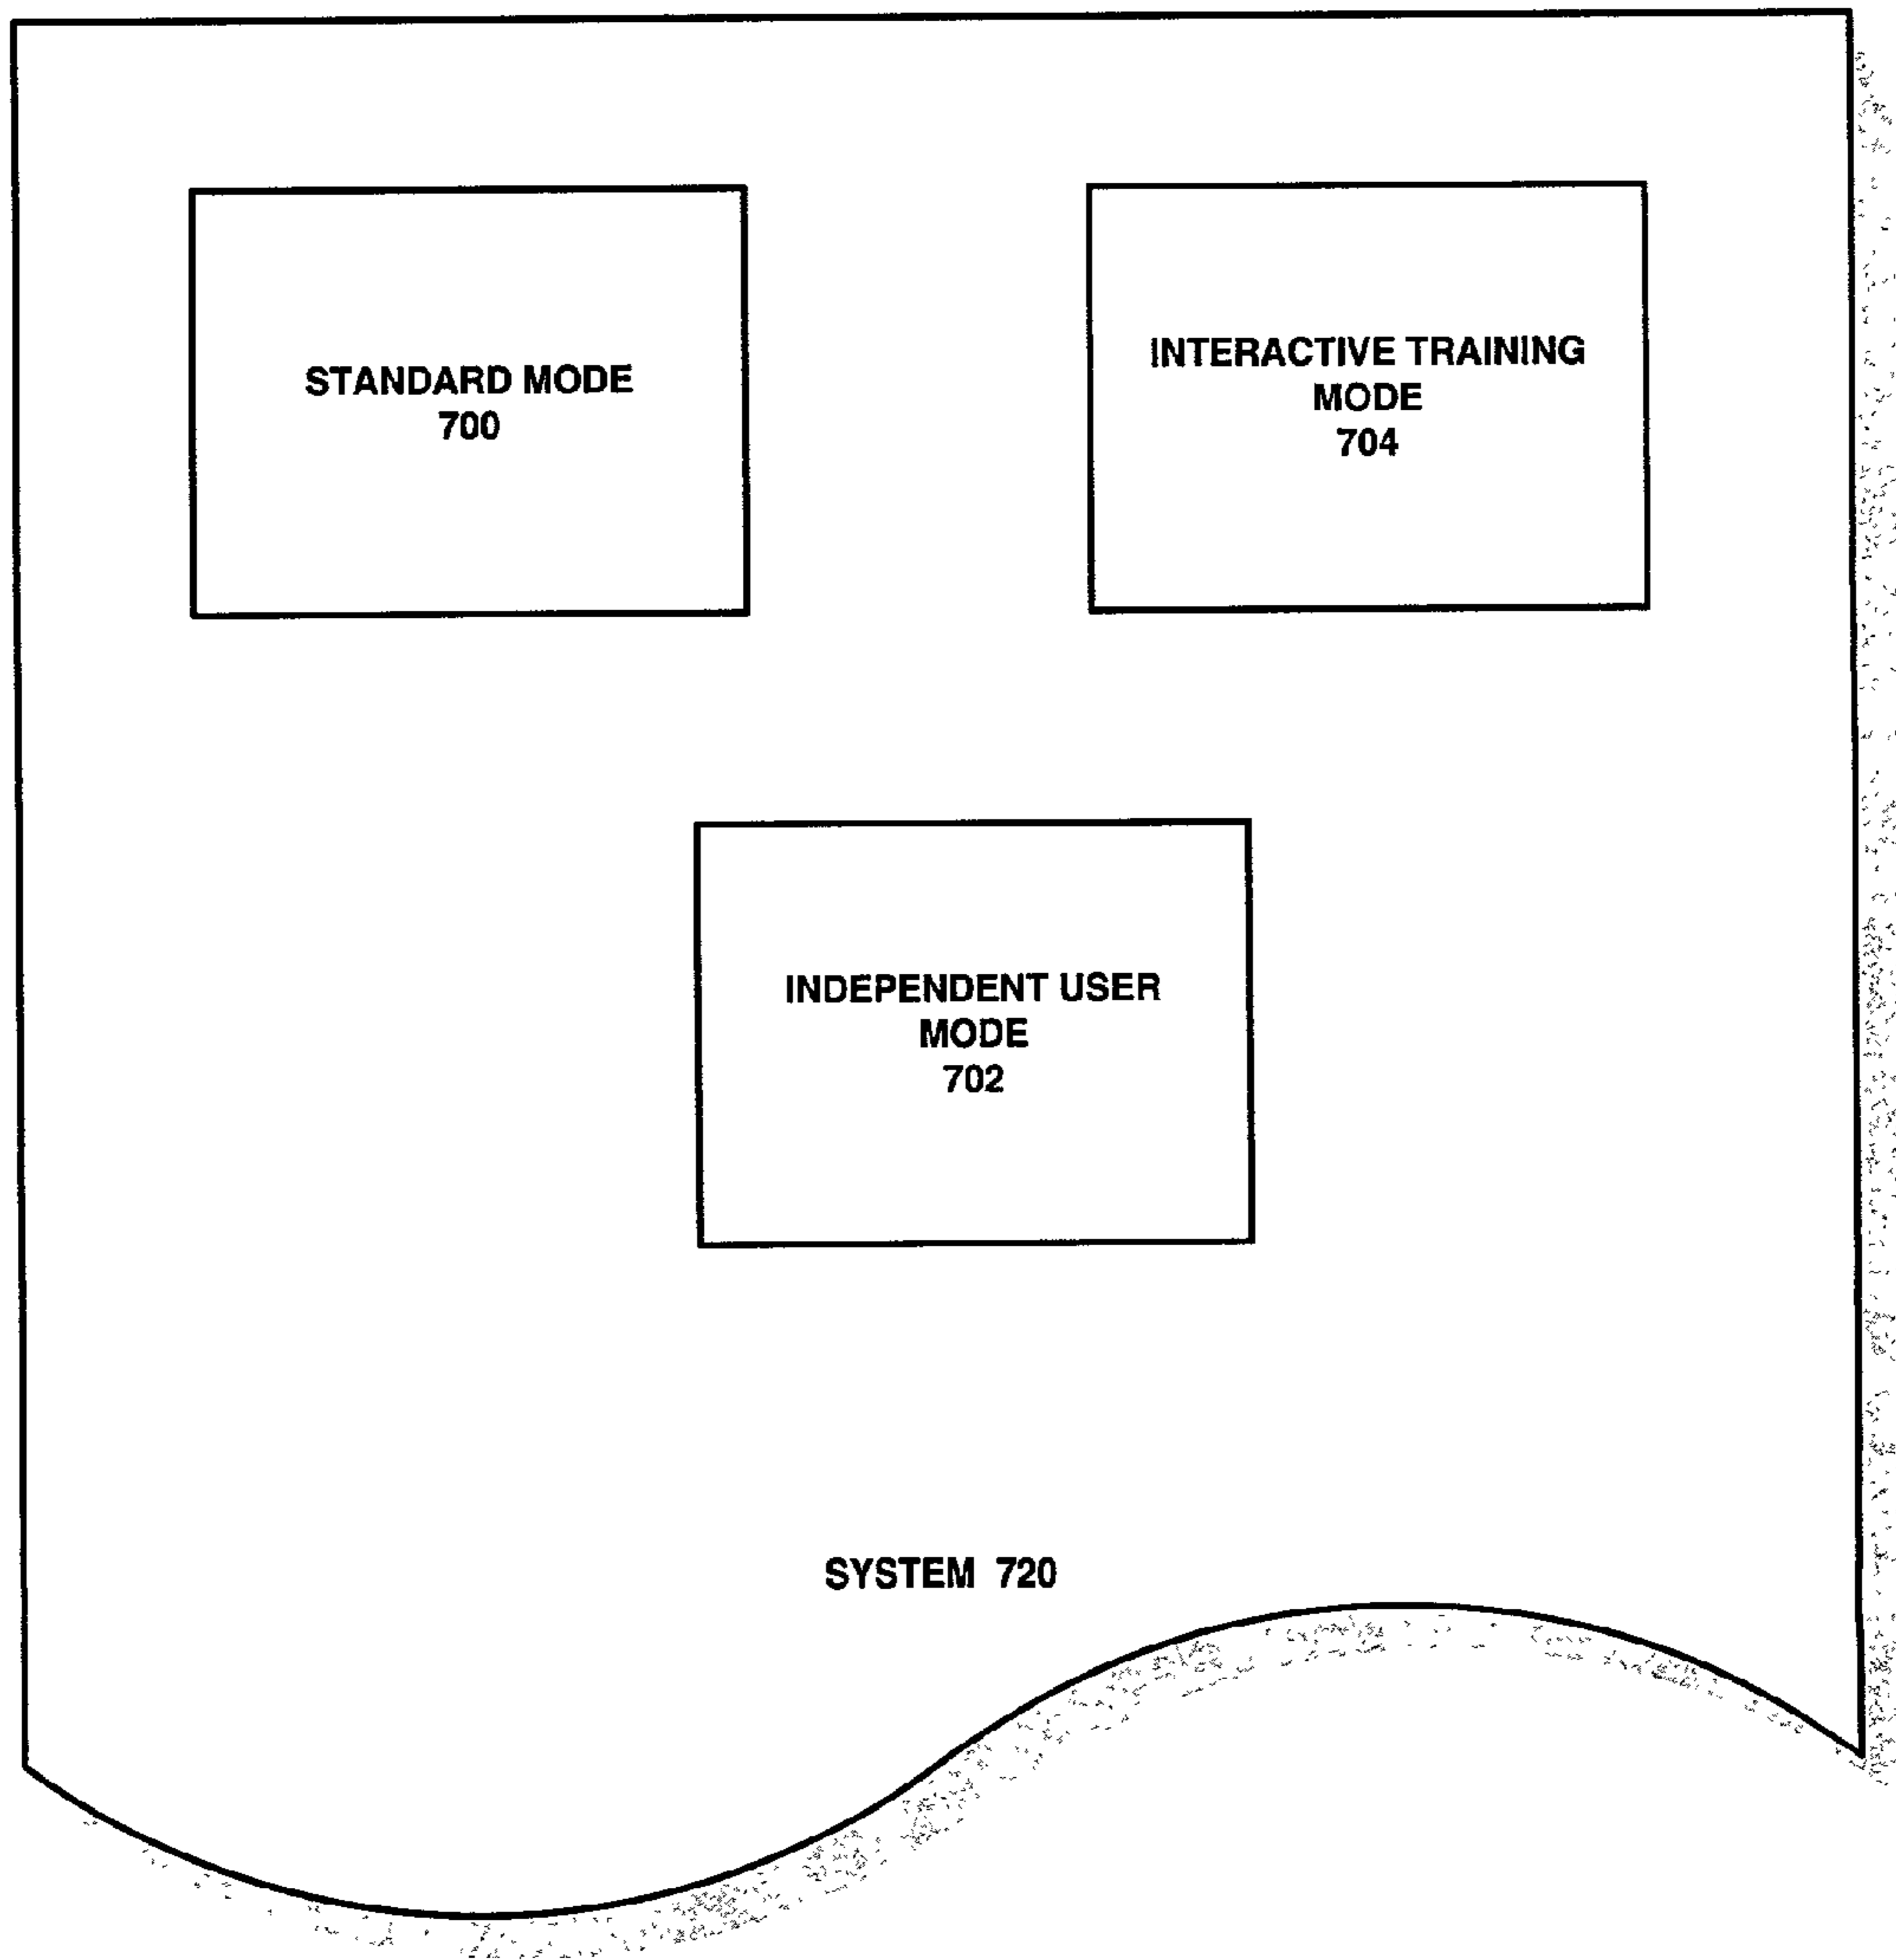 STANDARD MODE
700
INTERACTIVE TRAINING
MODE
704
INDEPENDENT USER
MODE
702
SYSTEM 720